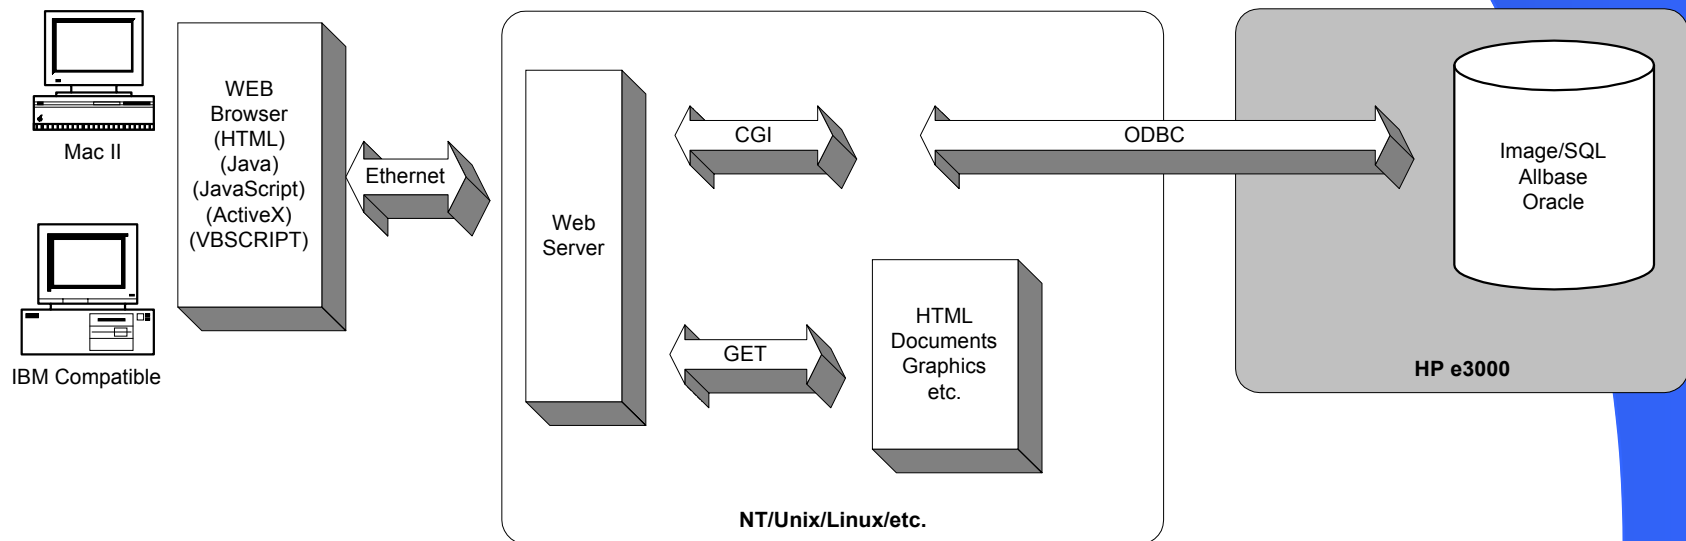 Mac II
IBM Compatible
WEB
Browser
(HTML)
(Java)
(JavaScript)
(ActiveX)
(VBSCRIPT)
Ethernet
Web
Server
CGI
GET
HTML
Documents
Graphics
etc.
NT/Unix/Linux/etc.
ODBC
Image/SQL
Allbase
Oracle
HP e3000